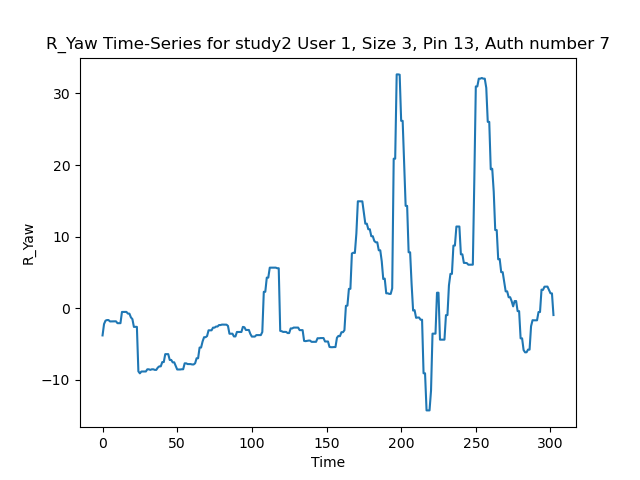 R_Yaw Time-Series for study2 User 1, Size 3, Pin 13, Auth number 7
30
20
10
0
−10
R_Yaw
0 50 100 150 200 250 300
Time